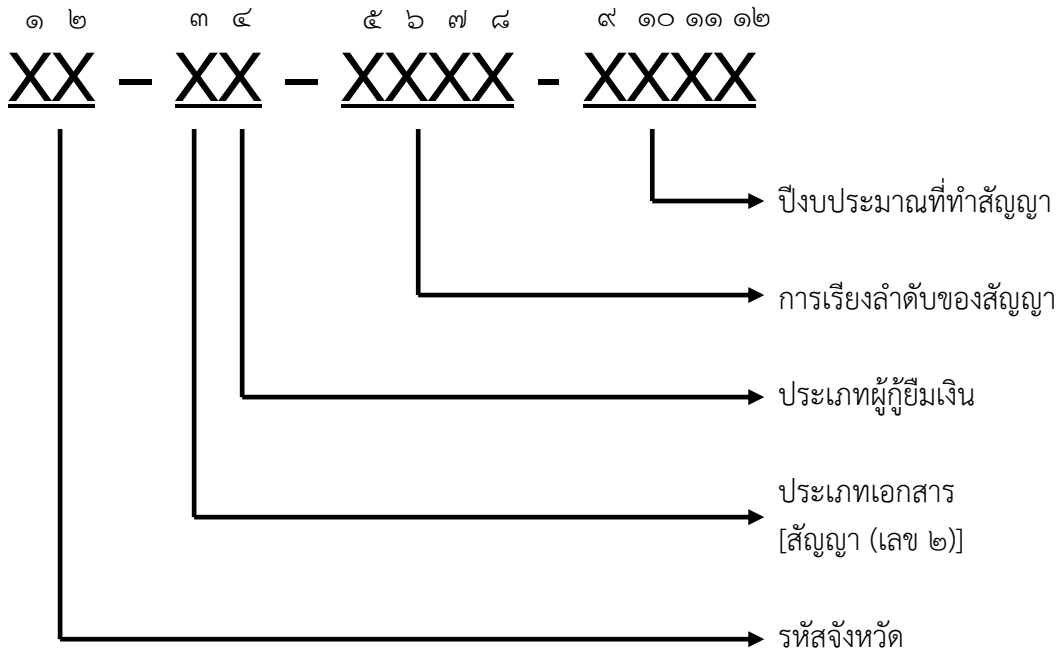 ๑ ๒ ๓ ๔ ๕ ๖ ๗ ๘ ๙ ๑๐ ๑๑ ๑๒
XX – XX – XXXX - XXXX
ปีงบประมาณที่ทำสัญญา
การเรียงลำดับของสัญญา
ประเภทผู้กู้ยืมเงิน
ประเภทเอกสาร
[สัญญา (เลข ๒)]
รหัสจังหวัด